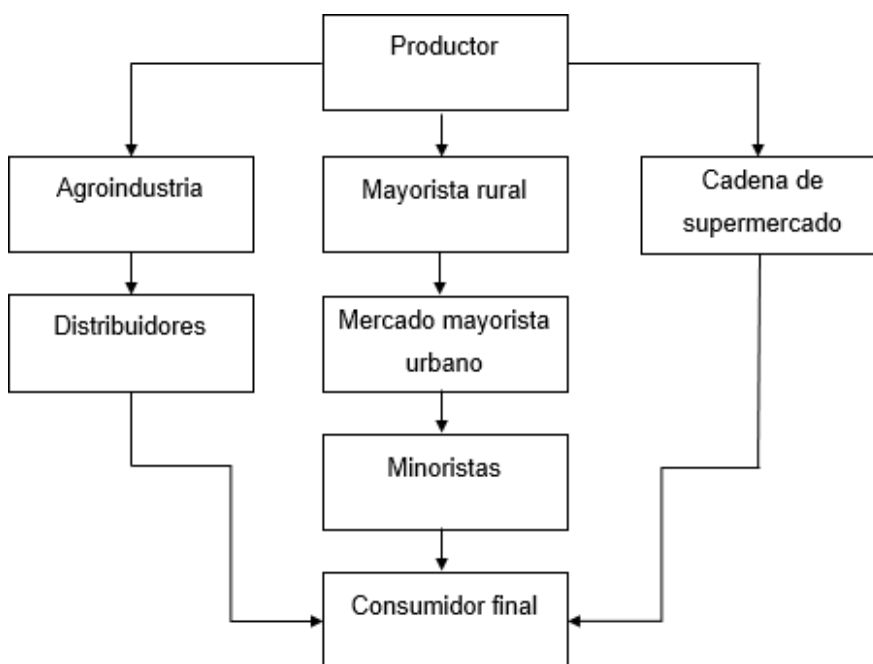 Productor
Agroindustria
Mayorista rural
Cadena de
supermercado
Distribuidores
Mercado mayorista
urbano
Minoristas
Consumidor final